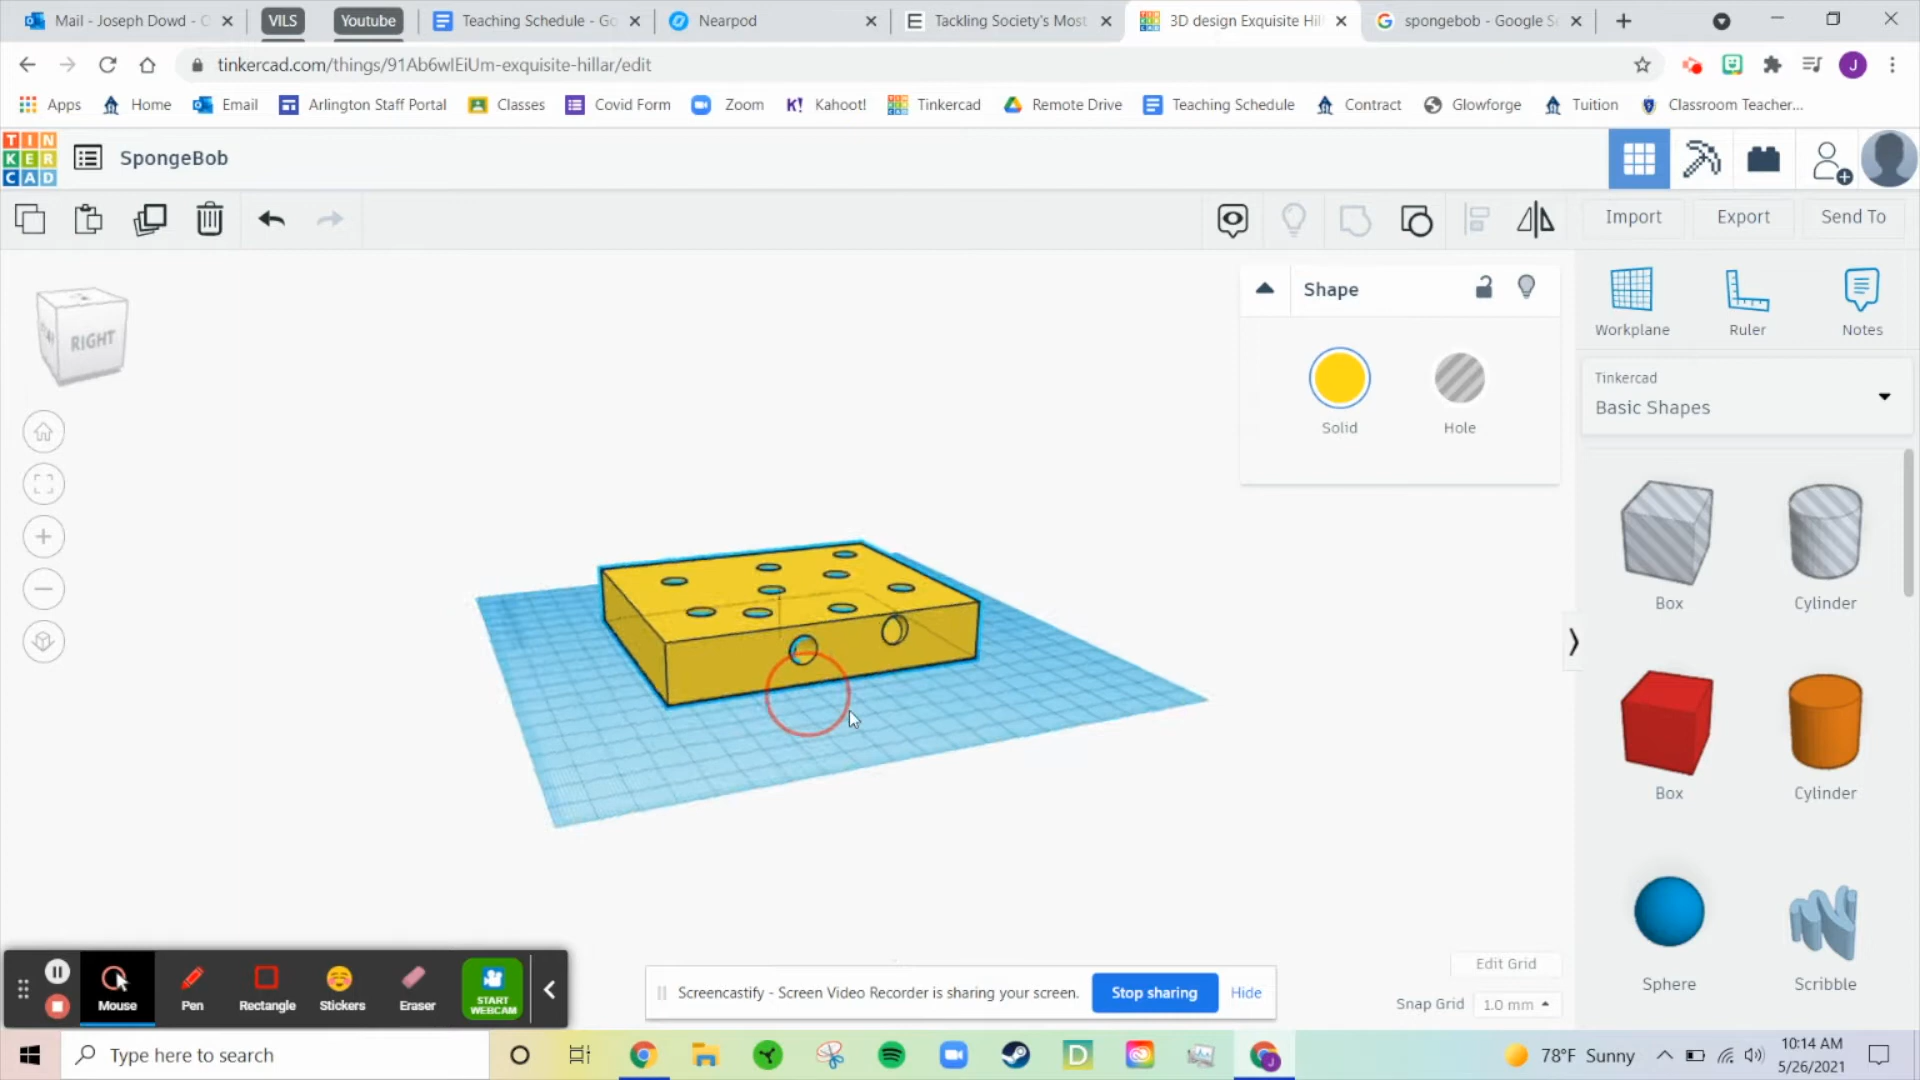 Mail - Joseph Dowd - O
VILS
Youtube
Teaching Schedule - Go
Nearpod
Tackling Society's Most
3D design Exquisite Hil
spongebob - Google Se
tinkercad.com/things/91Ab6wIEiUm-exquisite-hillar/edit
J
Apps
Home
Email
Arlington Staff Portal
Classes
Covid Form
Zoom
K! Kahoot!
Tinkercad
Remote Drive
Teaching Schedule
Contract
Glowforge
Tuition
Classroom Teacher...
TIN
KER
CAD
SpongeBob
Import
Export
Send To
RIGHT
Shape
Solid
Hole
Workplane
Ruler
Notes
Tinkercad
Basic Shapes
Box
Cylinder
Box
Cylinder
Sphere
Scribble
Edit Grid
Snap Grid
1.0 mm
Mouse
Pen
Rectangle
Stickers
Eraser
START
WEBCAM
Screencastify - Screen Video Recorder is sharing your screen.
Stop sharing
Hide
Type here to search
D
J
78°F Sunny
10:14 AM
5/26/2021